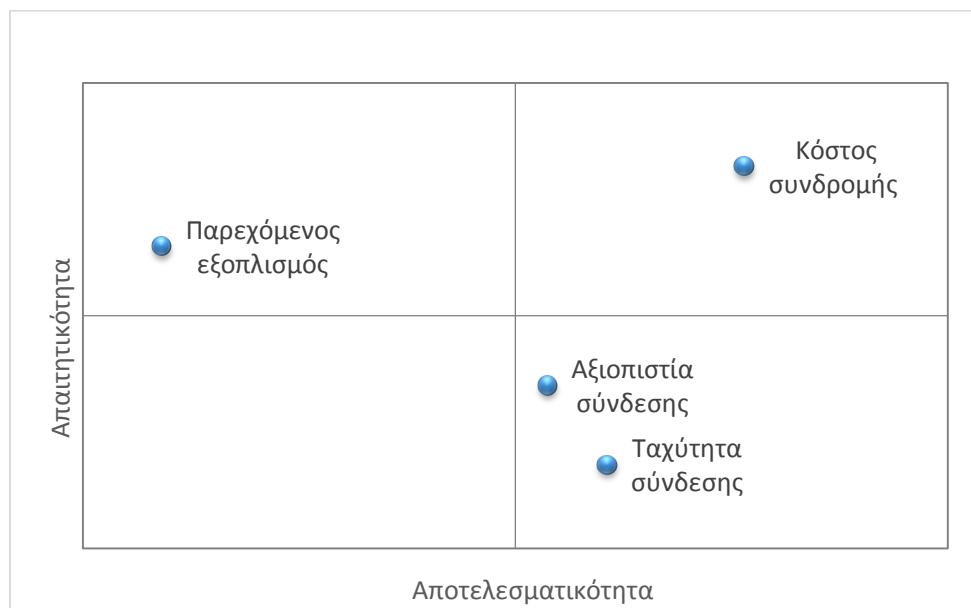 Κόστος
συνδρομής
Παρεχόμενος
εξοπλισμός
Απαιτητικότητα
Αξιοπιστία
σύνδεσης
Ταχύτητα
σύνδεσης
Αποτελεσματικότητα